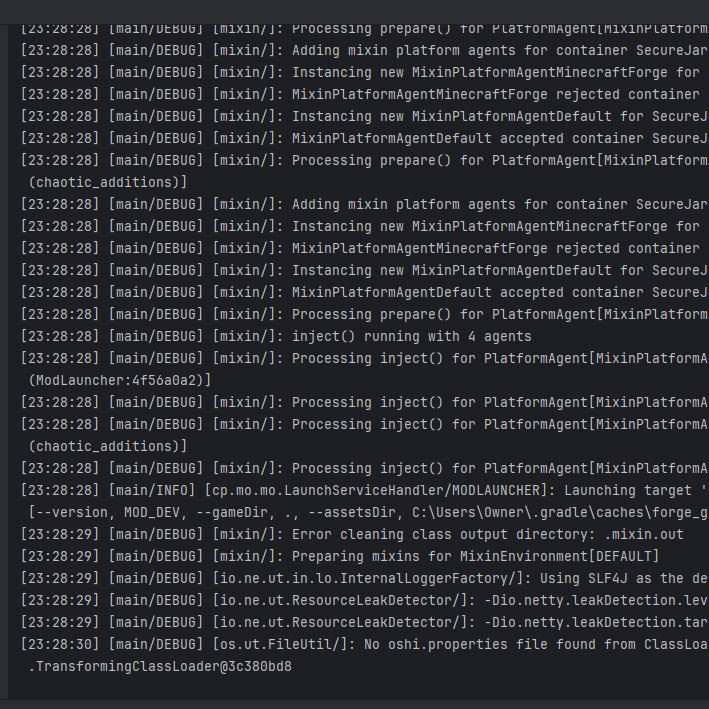 [23:28:28] [main/DEBUG] [mixin/]: Processing prepare() for PlatformAgent[MixinPlatform
[23:28:28] [main/DEBUG] [mixin/]: Adding mixin platform agents for container SecureJar
[23:28:28] [main/DEBUG] [mixin/]: Instancing new MixinPlatformAgentMinecraftForge for
[23:28:28] [main/DEBUG] [mixin/]: MixinPlatformAgentMinecraftForge rejected container
[23:28:28] [main/DEBUG] [mixin/]: Instancing new MixinPlatformAgentDefault for SecureJ
[23:28:28] [main/DEBUG] [mixin/]: MixinPlatformAgentDefault accepted container SecureJ
[23:28:28] [main/DEBUG] [mixin/]: Processing prepare() for PlatformAgent[MixinPlatform
(chaotic_additions)]
[23:28:28] [main/DEBUG] [mixin/]: Adding mixin platform agents for container SecureJar
[23:28:28] [main/DEBUG] [mixin/]: Instancing new MixinPlatformAgentMinecraftForge for
[23:28:28] [main/DEBUG] [mixin/]: MixinPlatformAgentMinecraftForge rejected container
[23:28:28] [main/DEBUG] [mixin/]: Instancing new MixinPlatformAgentDefault for SecureJ
[23:28:28] [main/DEBUG] [mixin/]: MixinPlatformAgentDefault accepted container SecureJ
[23:28:28] [main/DEBUG] [mixin/]: Processing prepare() for PlatformAgent[MixinPlatform
[23:28:28] [main/DEBUG] [mixin/]: inject() running with 4 agents
[23:28:28] [main/DEBUG] [mixin/]: Processing inject() for PlatformAgent[MixinPlatformA
(ModLauncher:4f56a0a2)]
[23:28:28] [main/DEBUG] [mixin/]: Processing inject() for PlatformAgent[MixinPlatformA
[23:28:28] [main/DEBUG] [mixin/]: Processing inject() for PlatformAgent[MixinPlatformA
(chaotic_additions)]
[23:28:28] [main/DEBUG] [mixin/]: Processing inject() for PlatformAgent[MixinPlatformA
[23:28:28] [main/INFO] [cp.mo.mo.LaunchServiceHandler/MODLAUNCHER]: Launching target '
[--version, MOD_DEV, --gameDir, ., --assetsDir, C:\Users\Owner\.gradle\caches\forge_g
[23:28:29] [main/DEBUG] [mixin/]: Error cleaning class output directory: .mixin.out
[23:28:29] [main/DEBUG] [mixin/]: Preparing mixins for MixinEnvironment[DEFAULT]
[23:28:29] [main/DEBUG] [io.ne.ut.in.lo.InternalLoggerFactory/]: Using SLF4J as the de
[23:28:29] [main/DEBUG] [io.ne.ut.ResourceLeakDetector/]: -Dio.netty.leakDetection.lev
[23:28:29] [main/DEBUG] [io.ne.ut.ResourceLeakDetector/]: -Dio.netty.leakDetection.tar
[23:28:30] [main/DEBUG] [os.ut.FileUtil/]: No oshi.properties file found from ClassLoa
.TransformingClassLoader@3c380bd8